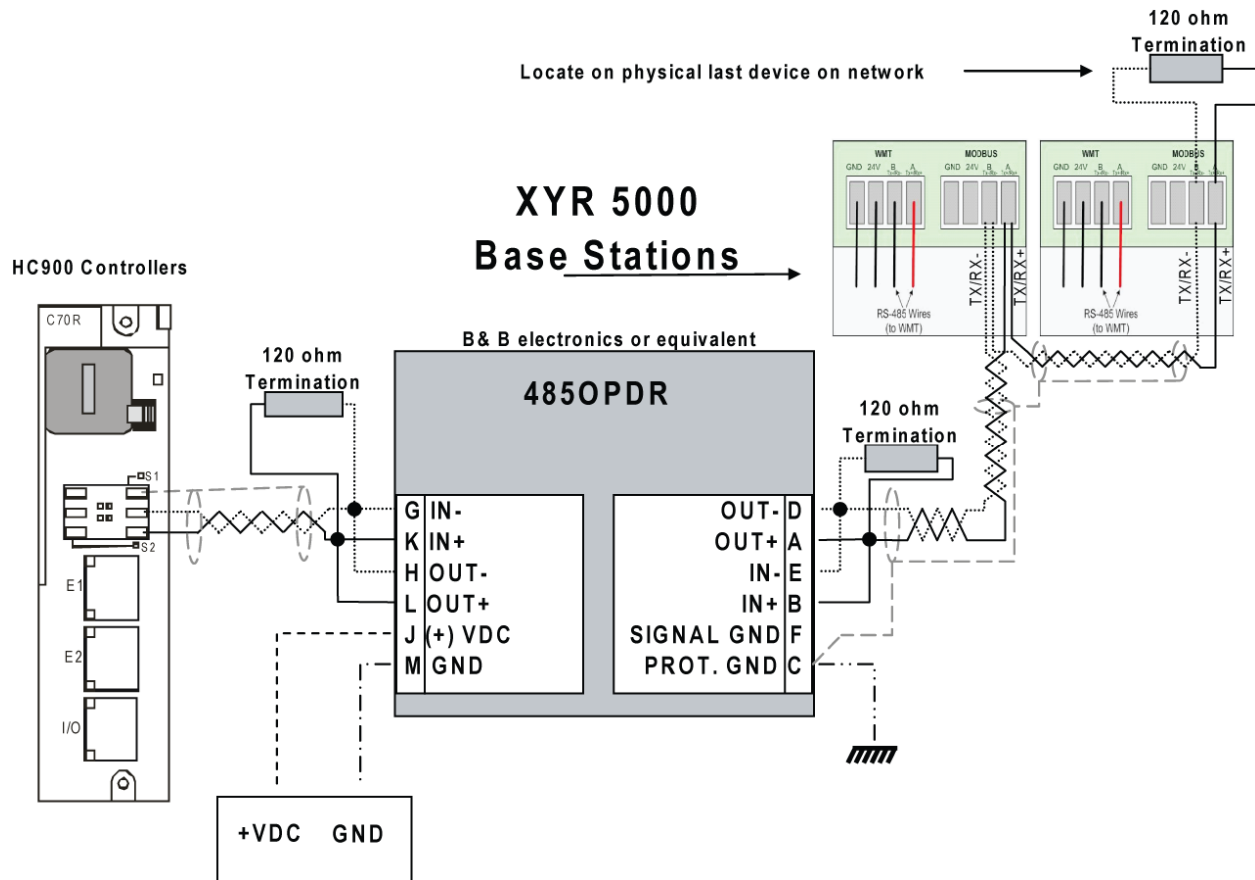 120 ohm
Termination
Locate on physical last device on network
WMT
MODBUS
GND 24V B A
GND 24V B A
WMT
MODBUS
GND 24V B A
GND 24V B A
XYR 5000
Base Stations
TX/RX-
TX/RX+
RS-485 Wires
(to WMT)
TX/RX-
TX/RX+
RS-485 Wires
(to WMT)
HC900 Controllers
C70R
S1
S2
E1
E2
I/O
120 ohm
Termination
B& B electronics or equivalent
485OPDR
120 ohm
Termination
G IN-
K IN+
H OUT-
L OUT+
J (+) VDC
M GND
OUT- D
OUT+ A
IN- E
IN+ B
SIGNAL GND F
PROT. GND C
+VDC GND